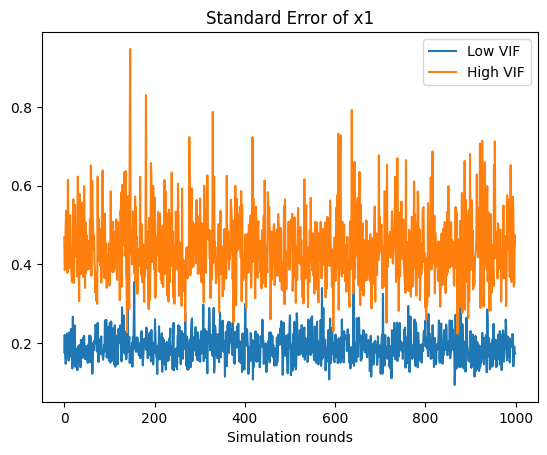 Standard Error of x1
Low VIF
High VIF
0.8
0.6
0.4
0.2
0 200 400 600 800 1000
Simulation rounds